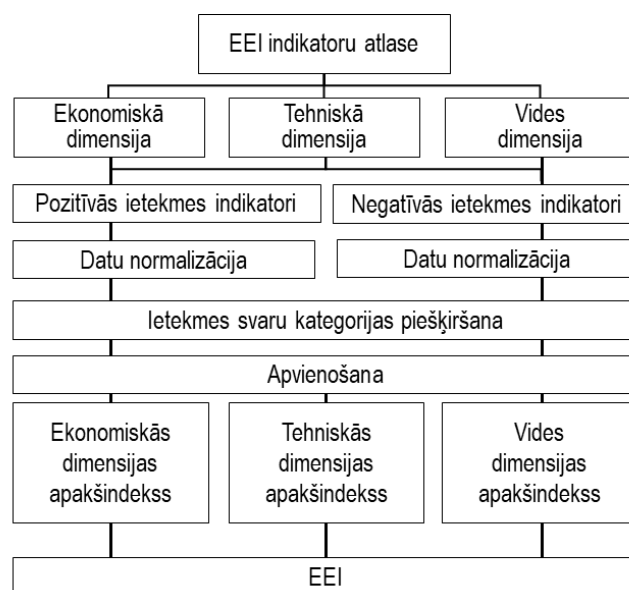 EEI indikatoru atlase
Ekonomiskā
dimensija
Tehniskā
dimensija
Vides
dimensija
Pozitīvās ietekmes indikatori
Negatīvās ietekmes indikatori
Datu normalizācija
Datu normalizācija
Ietekmes svaru kategorijas piešķiršana
Apvienošana
Ekonomiskās
dimensijas
apakšindekss
Tehniskās
dimensijas
apakšindekss
Vides
dimensijas
apakšindekss
EEI